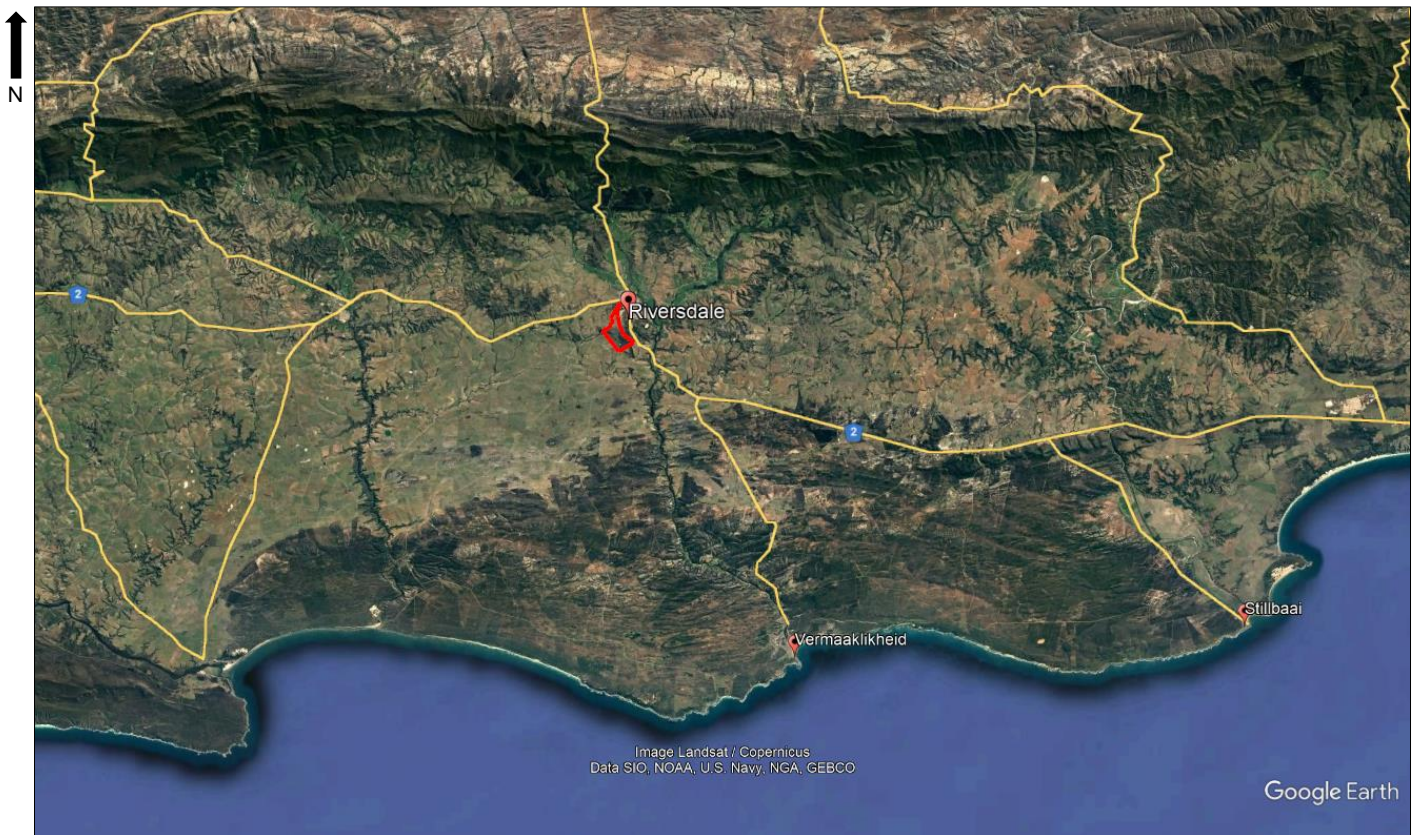 N
2
Riversdale
2
Stillbaai
Vermaaklikheid
Image Landsat / Copernicus
Data SIO, NOAA, U.S. Navy, NGA, GEBCO
Google Earth